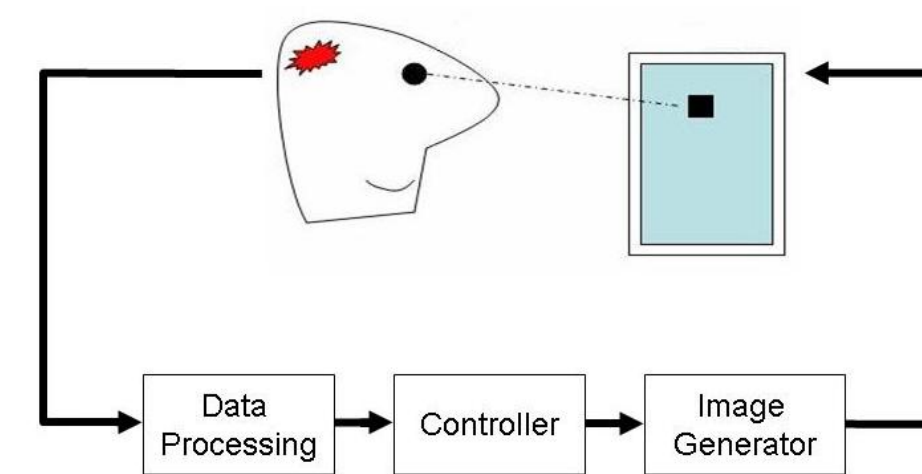 Data
Processing
Controller
Image
Generator